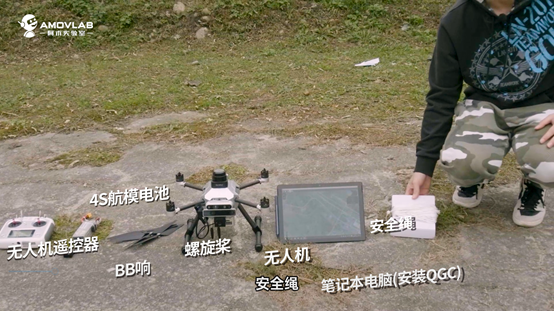 AMOVLAB
阿木实验室
4S航模电池
无人机遥控器
BB响
螺旋桨
无人机
安全绳
笔记本电脑(安装QGC)
安全绳